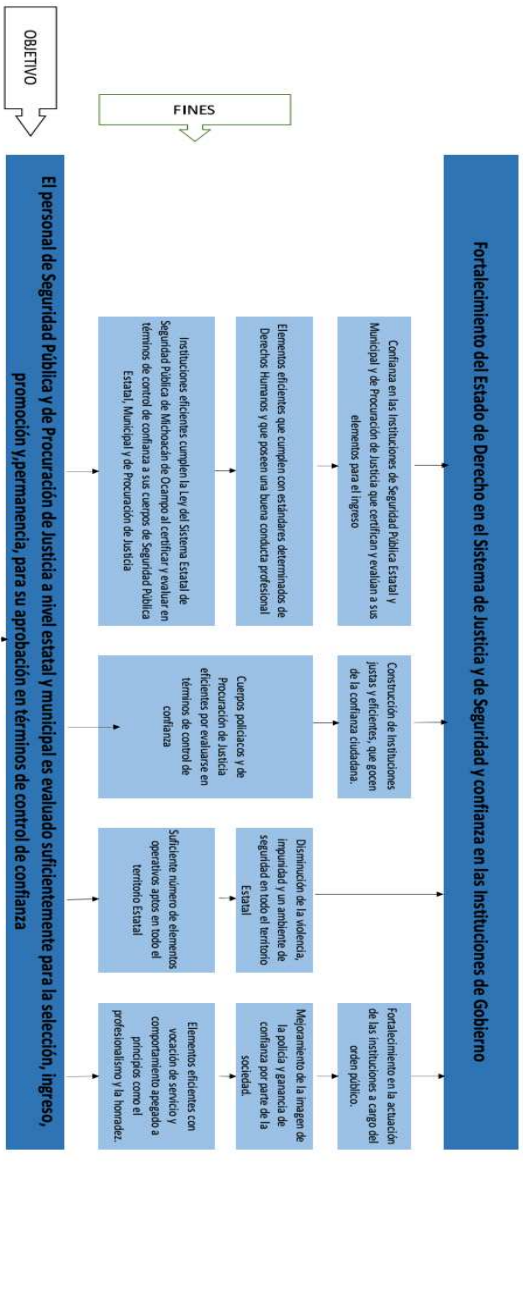 Fortalecimiento del Estado de Derecho en el Sistema de Justicia y de Seguridad y confianza en las Instituciones de Gobierno
Confianza en las Instituciones de Seguridad Pública Estatal y
Municipal y de Procuración de Justicia que certifican y evalúan a sus
elementos para el ingreso
Construcción de Instituciones
justas y eficientes, que gocen
de la confianza ciudadana.
Fortalecimiento en la actuación
de las instituciones a cargo del
orden público.
Elementos eficientes que cumplen con estándares determinados de
Derechos Humanos y que poseen una buena conducta profesional
Disminución de la violencia,
impunidad y un ambiente de
seguridad en todo el territorio
Estatal
Mejoramiento de la imagen de
la policía y ganancia de
confianza por parte de la
sociedad.
FINES
Instituciones eficientes cumplen la Ley del Sistema Estatal de
Seguridad Pública de Michoacán de Ocampo al certificar y evaluar en
términos de control de confianza a sus cuerpos de Seguridad Pública
Estatal, Municipal y de Procuración de Justicia
Cuerpos policiacos y de
Procuración de Justicia
eficientes por evaluarse en
términos de control de
confianza
Suficiente número de elementos
operativos aptos en todo el
territorio Estatal
Elementos eficientes con
vocación de servicio y
comportamiento apegado a
principios como el
profesionalismo y la honradez.
OBJETIVO
El personal de Seguridad Pública y de Procuración de Justicia a nivel estatal y municipal es evaluado suficientemente para la selección, ingreso,
promoción y,permanencia, para su aprobación en términos de control de confianza